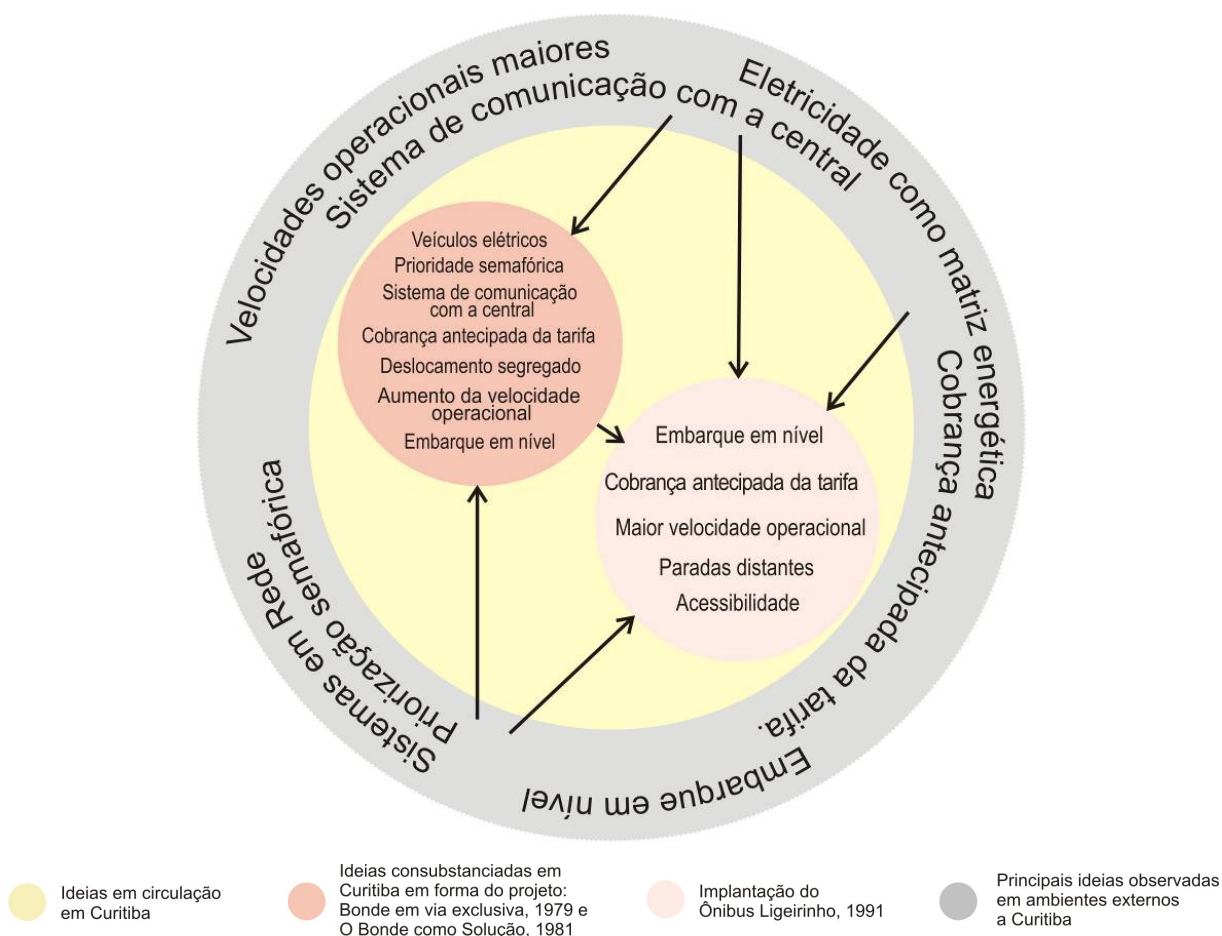 Velocidades operacionais maiores
Sistema de comunicação com a central
Eletricidade como matriz energética
Cobrança antecipada da tarifa.
Embarque em nível
Sistemas em Rede
Priorização semafórica
Veículos elétricos
Prioridade semafórica
Sistema de comunicação
com a central
Cobrança antecipada da tarifa
Deslocamento segregado
Aumento da velocidade
operacional
Embarque em nível
Embarque em nível
Cobrança antecipada da tarifa
Maior velocidade operacional
Paradas distantes
Acessibilidade
Ideias em circulação
em Curitiba
Ideias consubstanciadas em
Curitiba em forma do projeto:
Bonde em via exclusiva, 1979 e
O Bonde como Solução, 1981
Implantação do
Ônibus Ligeirinho, 1991
Principais ideias observadas
em ambientes externos
a Curitiba